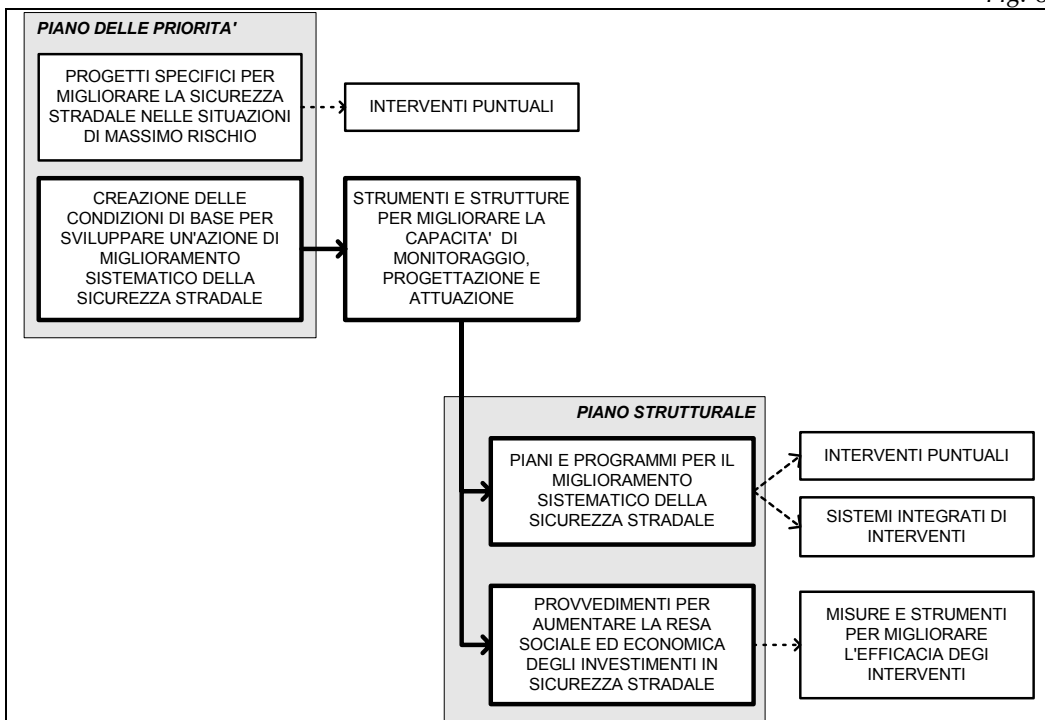 PIANO DELLE PRIORITA'
PROGETTI SPECIFICI PER
MIGLIORARE LA SICUREZZA
STRADALE NELLE SITUAZIONI
DI MASSIMO RISCHIO
INTERVENTI PUNTUALI
CREAZIONE DELLE
CONDIZIONI DI BASE PER
SVILUPPARE UN'AZIONE DI
MIGLIORAMENTO
SISTEMATICO DELLA
SICUREZZA STRADALE
STRUMENTI E STRUTTURE
PER MIGLIORARE LA
CAPACITA' DI
MONITORAGGIO,
PROGETTAZIONE E
ATTUAZIONE
PIANO STRUTTURALE
PIANI E PROGRAMMI PER IL
MIGLIORAMENTO
SISTEMATICO DELLA
SICUREZZA STRADALE
INTERVENTI PUNTUALI
SISTEMI INTEGRATI DI
INTERVENTI
PROVVEDIMENTI PER
AUMENTARE LA RESA
SOCIALE ED ECONOMICA
DEGLI INVESTIMENTI IN
SICUREZZA STRADALE
MISURE E STRUMENTI
PER MIGLIORARE
L'EFFICACIA DEGI
INTERVENTI